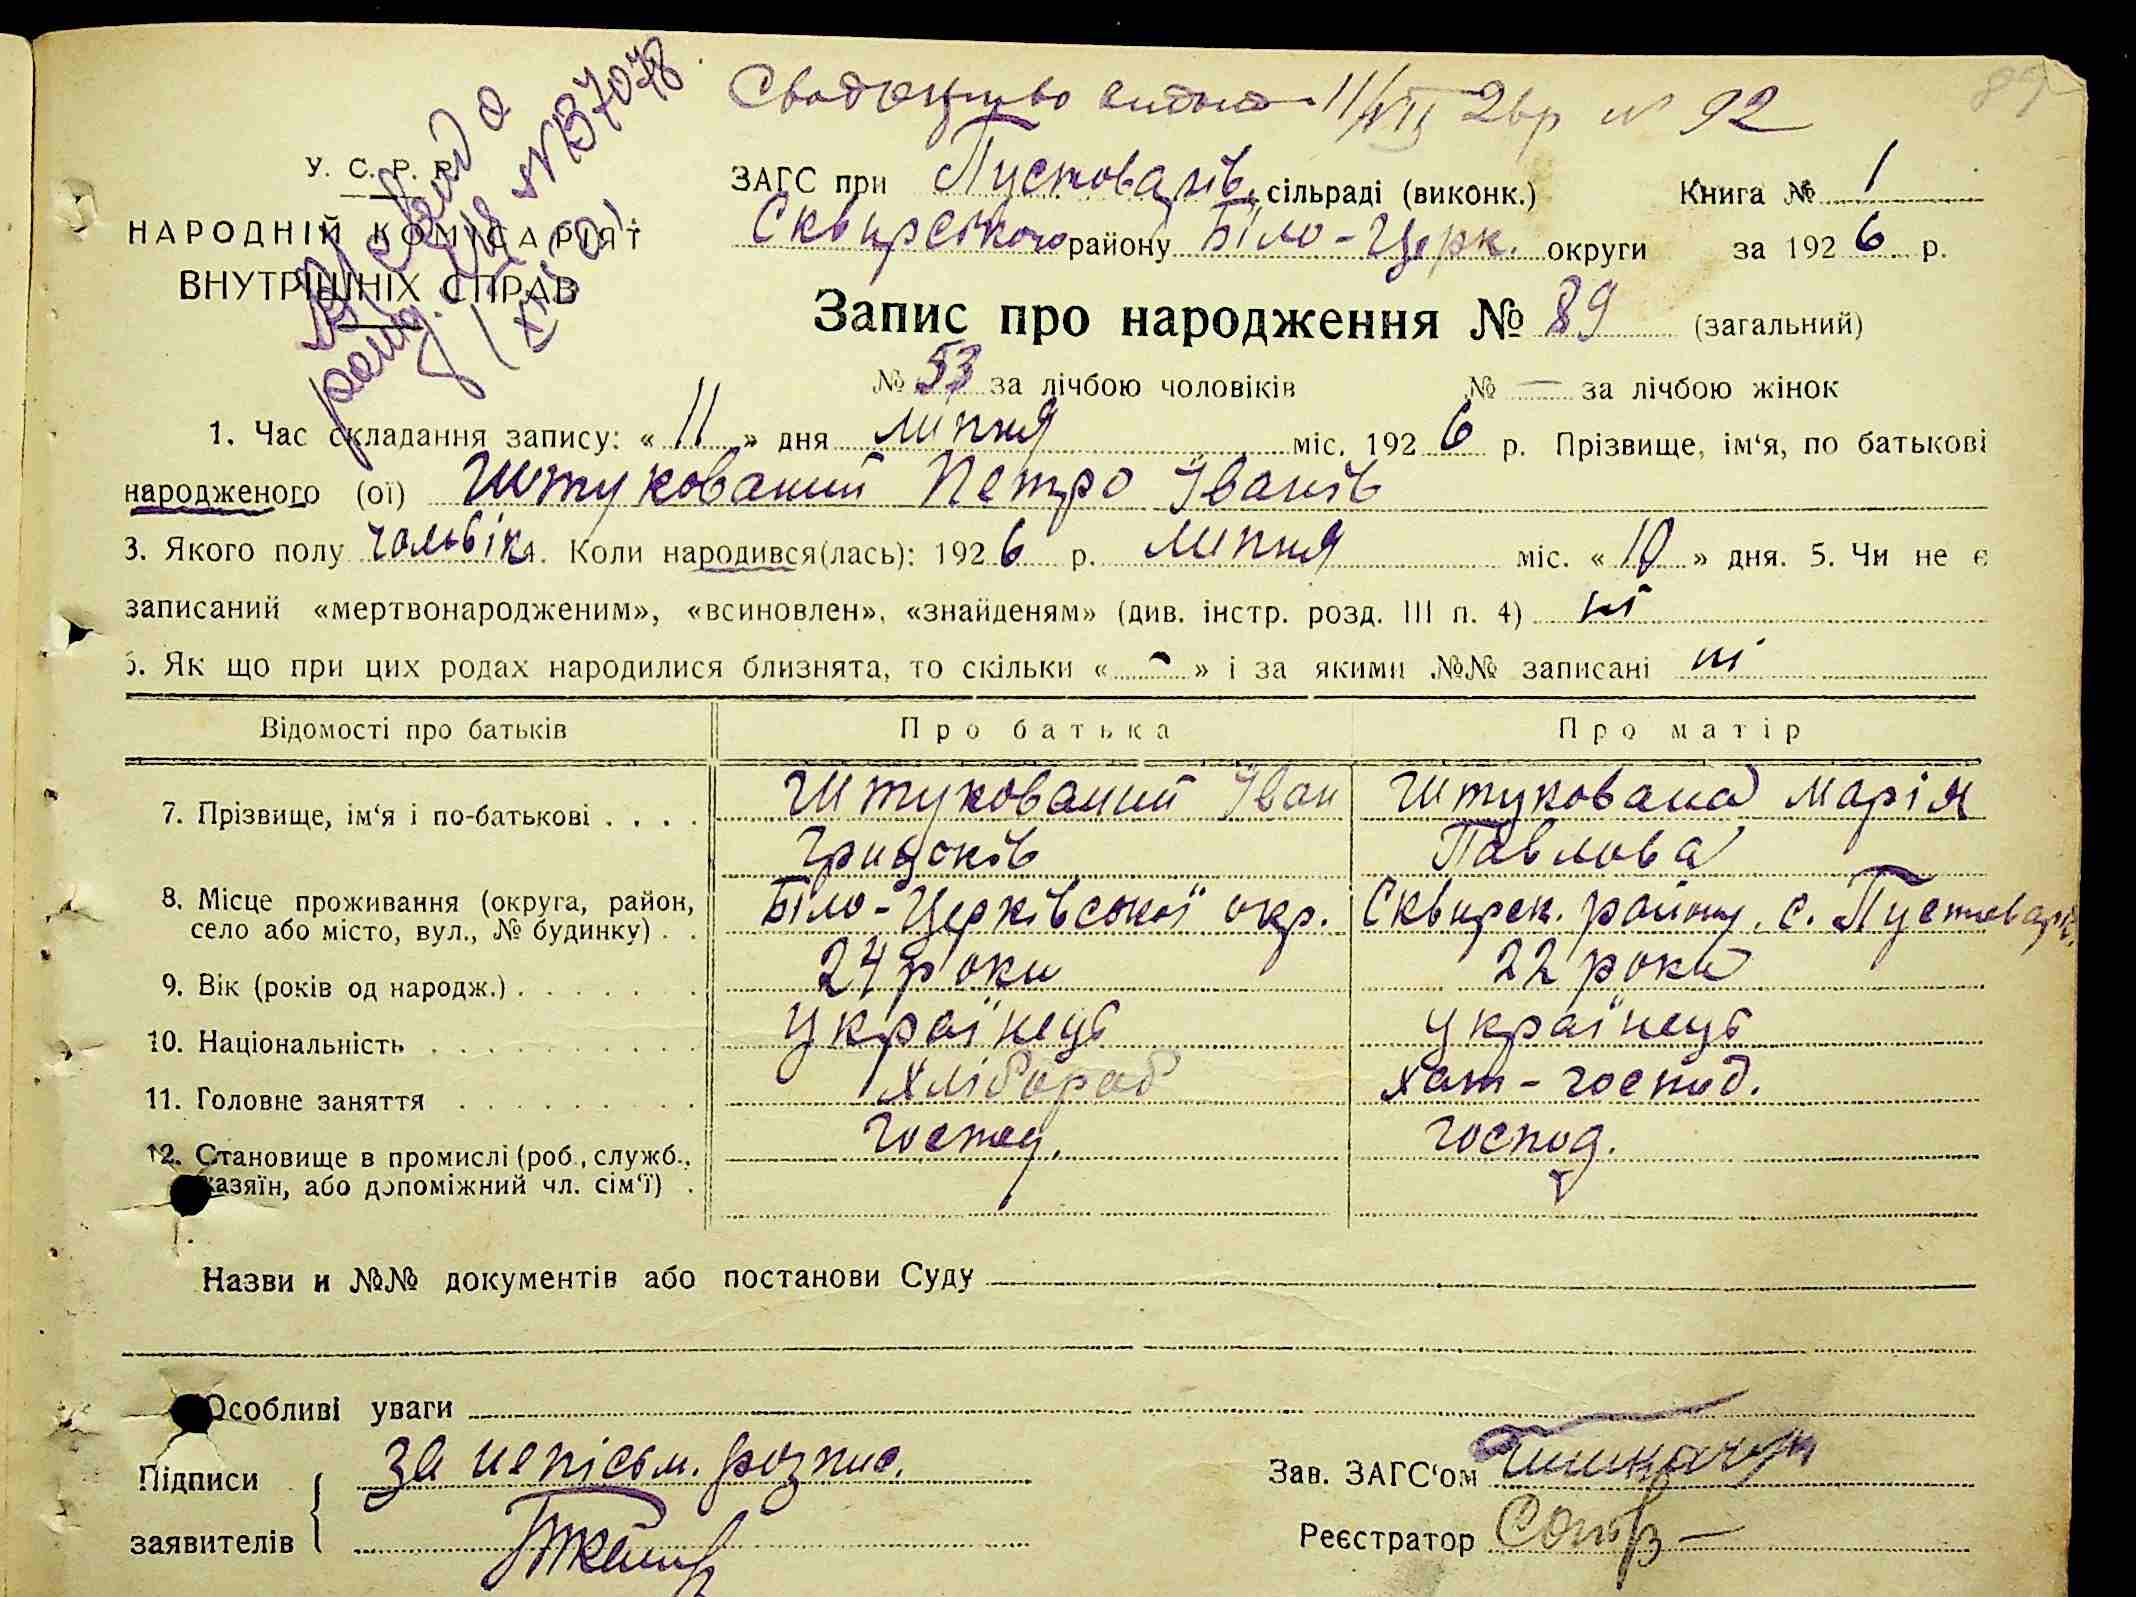 Свадоцтво 11/VII 26р № 92
У. С. Р. Р.
НАРОДНІЙ КОМІСАРІЯТ
ВНУТРІШНІХ СПРАВ
№ВЗ7078
ЗАГС при Пустоварів. сільраді (виконк.) Книга № 1
Сквирського району Біло-Церк. округи за 1926 р.
Запис про народження № 89 (загальний)
№ 53 за лічбою чоловіків № — за лічбою жінок
1. Час складання запису: «11» дня липня міс. 1926 р. Прізвище, ім'я, по батькові
народженого (ої) Штукований Петро Іванів
3. Якого полу чоловік 4. Коли народився(лась): 1926 р. липня міс. «10» дня. 5. Чи не є
записаний «мертвонародженим», «всиновлен», «знайденям» (див. інстр. розд. III п. 4) ні
6. Як що при цих родах народилися близнята, то скільки « - » і за якими №№ записані ні
Відомості про батьків Про батька Про матір
7. Прізвище, ім'я і по-батькові . . . . Штукований Іван Штукована Марія
Грицьків Павлова
8. Місце проживання (округа, район, село або місто, вул., № будинку) . . Біло-Церківської окр. Сквирск. району, с. Пустоварів.
9. Вік (років од народж.) 24 роки 22 роки
10. Національність українець українець
11. Головне заняття хлібороб хат-господ.
12. Становище в промислі (роб., служб., хазяїн, або допоміжний чл. сім'ї) . господ. господ.
Назви и №№ документів або постанови Суду
Особливі уваги
Підписи за непісьм. розпис.
заявителів
Зав. ЗАГС'ом
Реєстратор